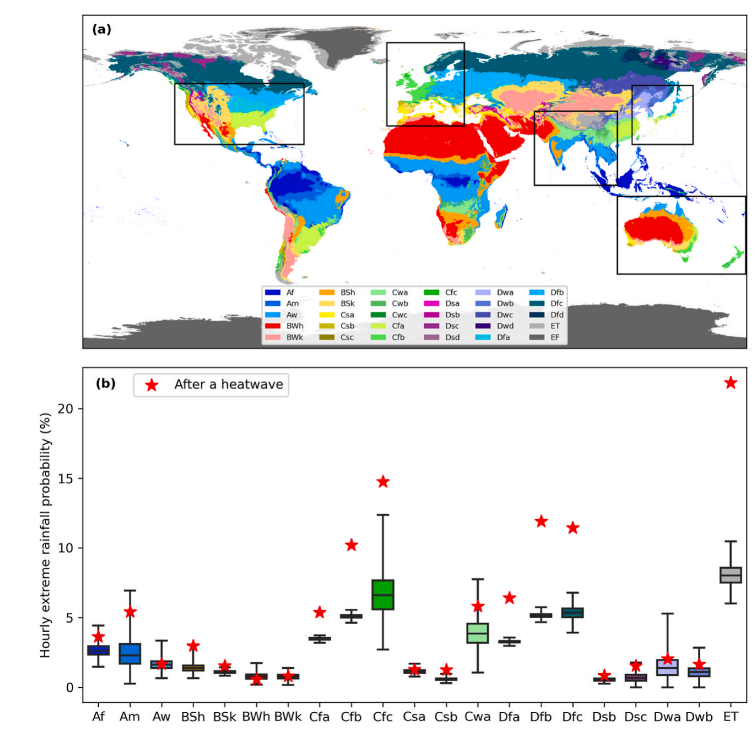 (a)
Af BSh Cwa Cfc Dwa Dfb
Am BSk Cwb Dsa Dwb Dfc
Aw Csa Cwc Dsb Dwc Dfd
BWh Csb Cfa Dsc Dwd ET
BWk Csc Cfb Dsd Dfa EF
(b)
After a heatwave
Hourly extreme rainfall probability (%)
20
15
10
5
0
Af Am Aw BSh BSk BWh BWk Cfa Cfb Cfc Csa Csb Cwa Dfa Dfb Dfc Dsb Dsc Dwa Dwb ET